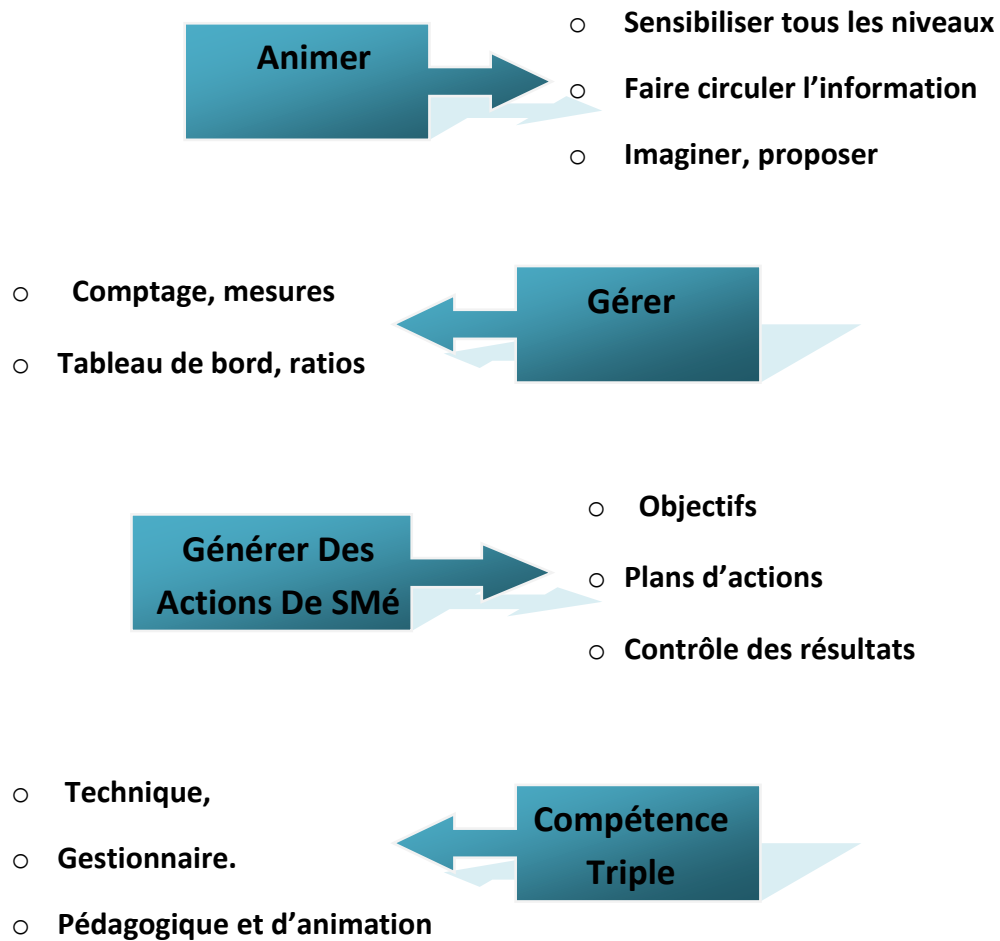 Animer
○ Sensibiliser tous les niveaux
○ Faire circuler l’information
○ Imaginer, proposer
Gérer
○ Comptage, mesures
○ Tableau de bord, ratios
Générer Des
Actions De SMé
○ Objectifs
○ Plans d’actions
○ Contrôle des résultats
Compétence
Triple
○ Technique,
○ Gestionnaire.
○ Pédagogique et d’animation